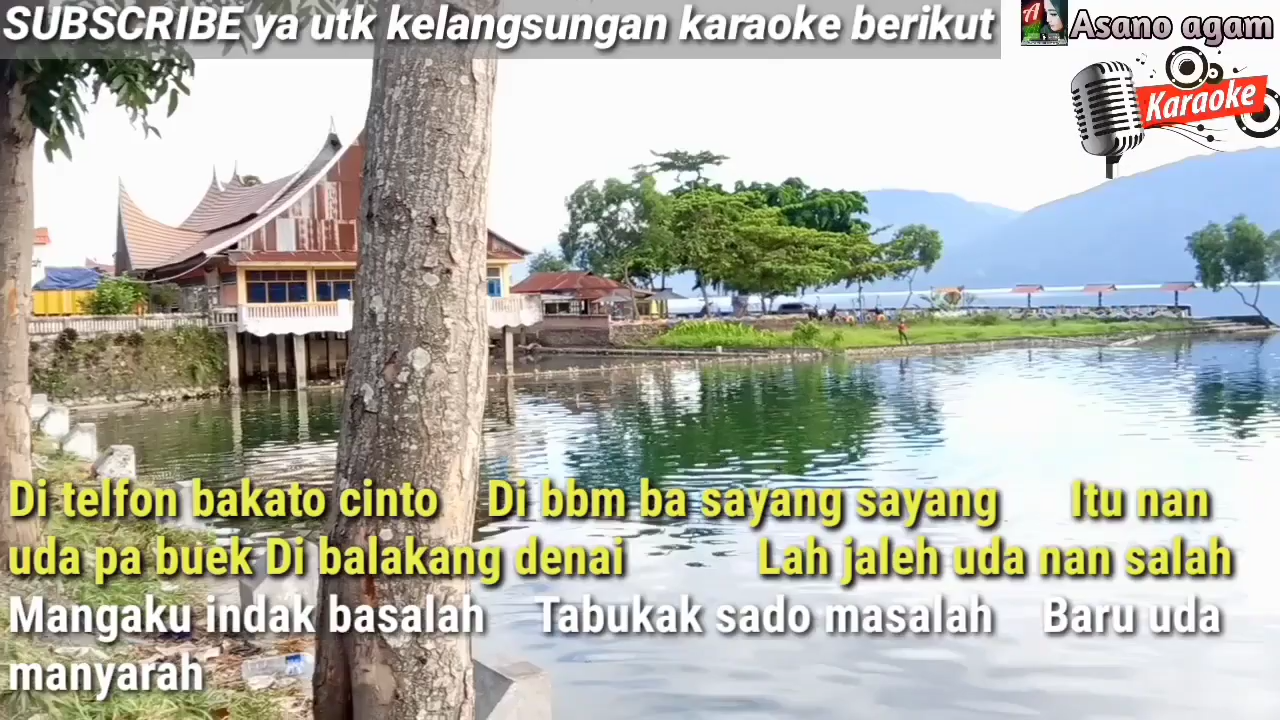 SUBSCRIBE ya utk kelangsungan karaoke berikut
Asano agam
Karaoke
Di telfon bakato cinto Di bbm ba sayang sayang Itu nan
uda pa buek Di balakang denai Lah jaleh uda nan salah
Mangaku indak basalah Tabukak sado masalah Baru uda
manyarah